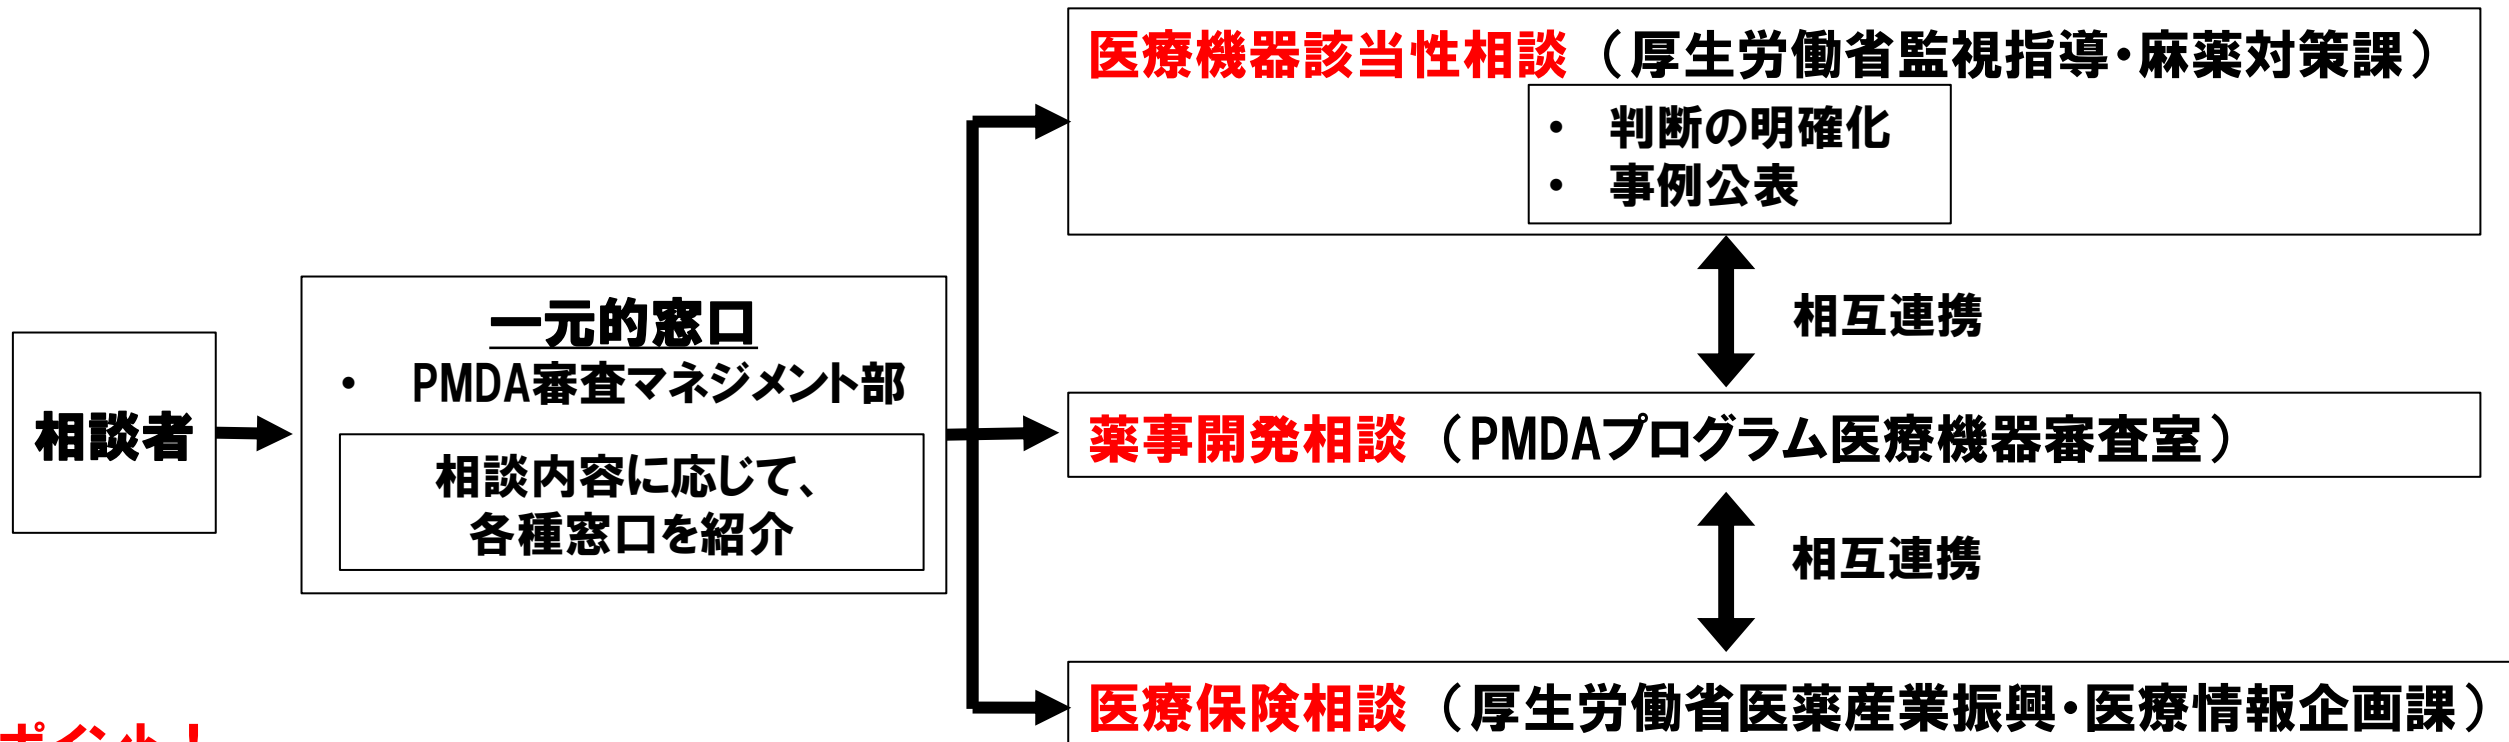 医療機器該当性相談（厚生労働省監視指導・麻薬対策課）
• 判断の明確化
• 事例公表
相互連携
一元的窓口
• PMDA審査マネジメント部
相談者
相談内容に応じて、
各種窓口を紹介
薬事開発相談（PMDAプログラム医療機器審査室）
相互連携
医療保険相談（厚生労働省医薬産業振興・医療情報企画課）